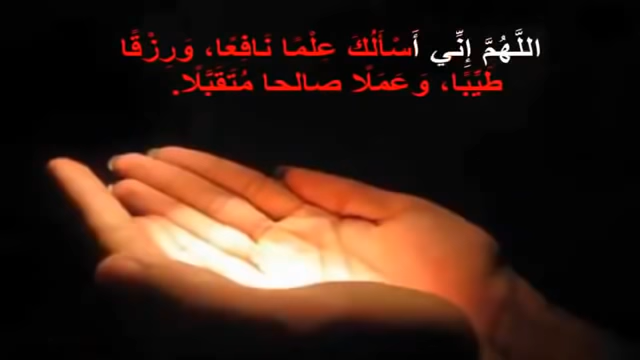 اللَّهُمَّ إِنِّي أَسْأَلُكَ عِلْمًا نَافِعًا، وَرِزْقًا
طَيِّبًا، وَعَمَلًا صالحا مُتَقَبَّلًا.